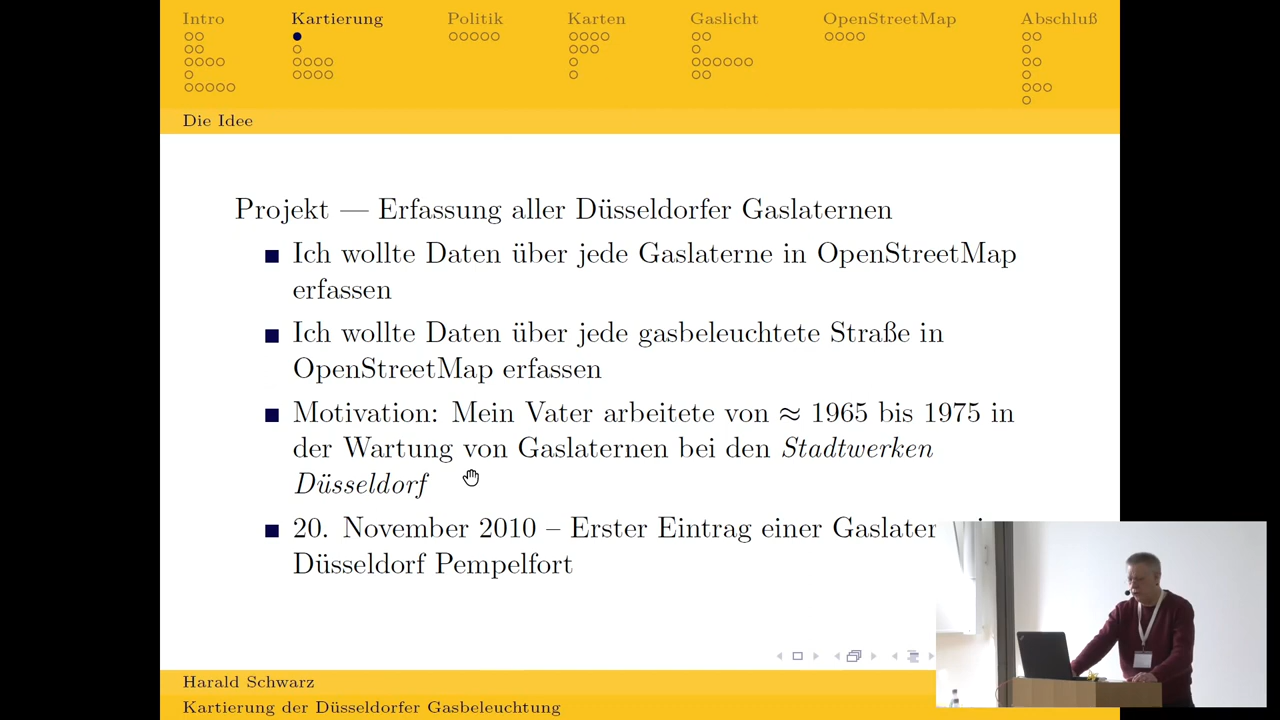 Intro Kartierung Politik Karten Gaslicht OpenStreetMap Abschluß
Die Idee
Projekt — Erfassung aller Düsseldorfer Gaslaternen
Ich wollte Daten über jede Gaslaterne in OpenStreetMap
erfassen
Ich wollte Daten über jede gasbeleuchtete Straße in
OpenStreetMap erfassen
Motivation: Mein Vater arbeitete von ≈ 1965 bis 1975 in
der Wartung von Gaslaternen bei den Stadtwerken
Düsseldorf
20. November 2010 – Erster Eintrag einer
Düsseldorf Pempelfort
Harald Schwarz
Kartierung der Düsseldorfer Gasbeleuchtung